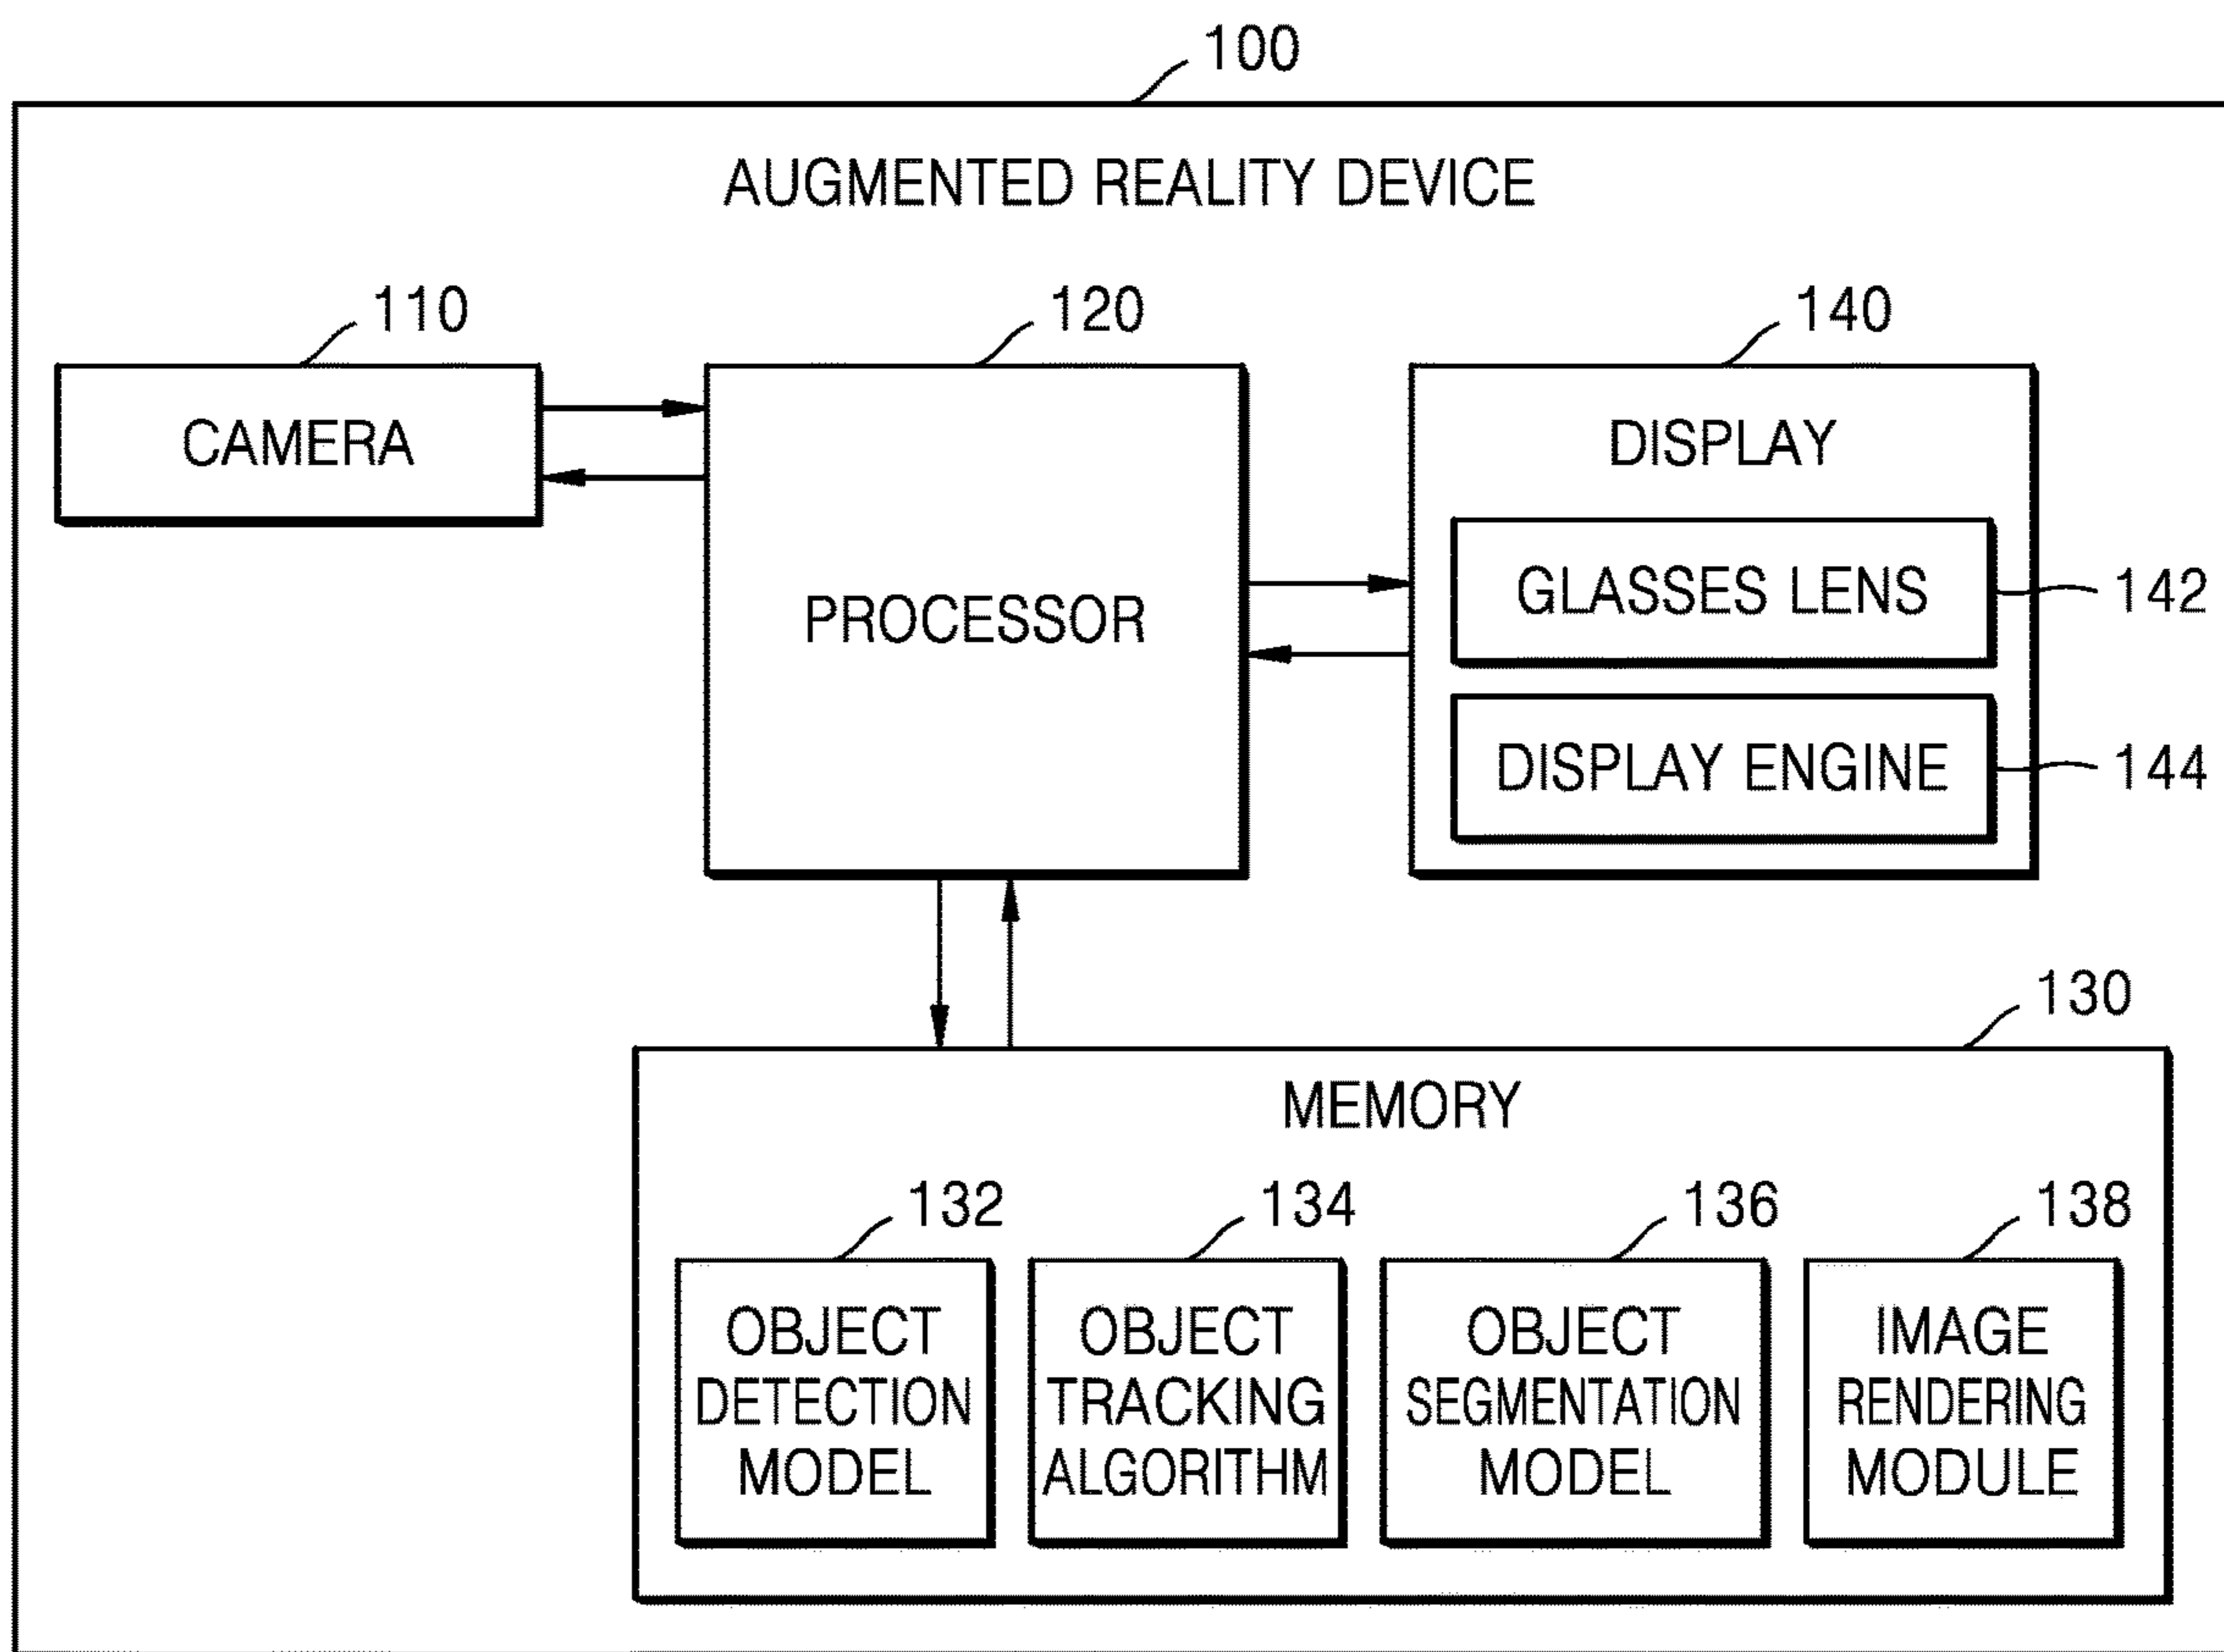 100
AUGMENTED REALITY DEVICE
110
120
140
CAMERA
PROCESSOR
DISPLAY
GLASSES LENS
142
DISPLAY ENGINE
144
130
MEMORY
132
134
136
138
OBJECT
DETECTION
MODEL
OBJECT
TRACKING
ALGORITHM
OBJECT
SEGMENTATION
MODEL
IMAGE
RENDERING
MODULE